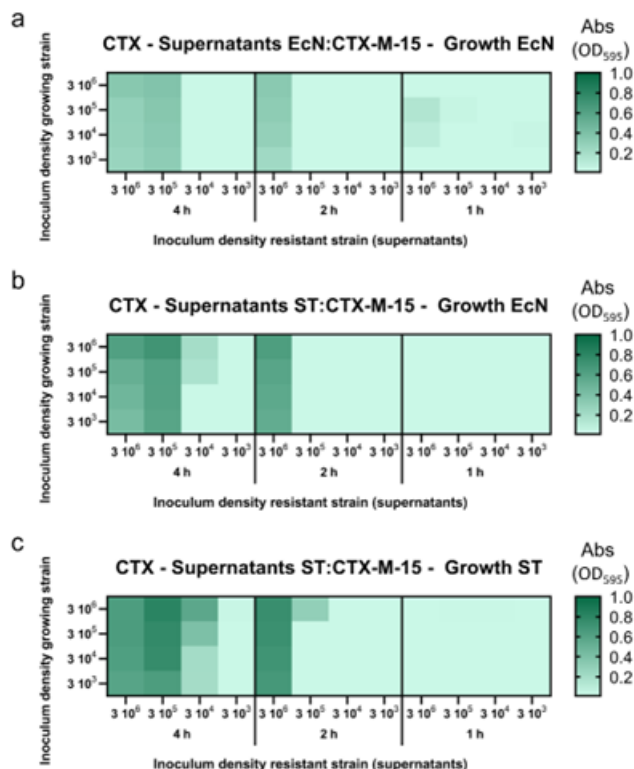 a
CTX - Supernatants EcN:CTX-M-15 - Growth EcN
Abs
(OD₅₉₅)
1.0
0.8
0.6
0.4
0.2
Inoculum density growing strain
3 10⁶
3 10⁵
3 10⁴
3 10³
3 10⁶ 3 10⁵ 3 10⁴ 3 10³ 3 10⁶ 3 10⁵ 3 10⁴ 3 10³ 3 10⁶ 3 10⁵ 3 10⁴ 3 10³
4 h 2 h 1 h
Inoculum density resistant strain (supernatants)
b
CTX - Supernatants ST:CTX-M-15 - Growth EcN
Abs
(OD₅₉₅)
1.0
0.8
0.6
0.4
0.2
Inoculum density growing strain
3 10⁶
3 10⁵
3 10⁴
3 10³
3 10⁶ 3 10⁵ 3 10⁴ 3 10³ 3 10⁶ 3 10⁵ 3 10⁴ 3 10³ 3 10⁶ 3 10⁵ 3 10⁴ 3 10³
4 h 2 h 1 h
Inoculum density resistant strain (supernatants)
c
CTX - Supernatants ST:CTX-M-15 - Growth ST
Abs
(OD₅₉₅)
1.0
0.8
0.6
0.4
0.2
Inoculum density growing strain
3 10⁶
3 10⁵
3 10⁴
3 10³
3 10⁶ 3 10⁵ 3 10⁴ 3 10³ 3 10⁶ 3 10⁵ 3 10⁴ 3 10³ 3 10⁶ 3 10⁵ 3 10⁴ 3 10³
4 h 2 h 1 h
Inoculum density resistant strain (supernatants)